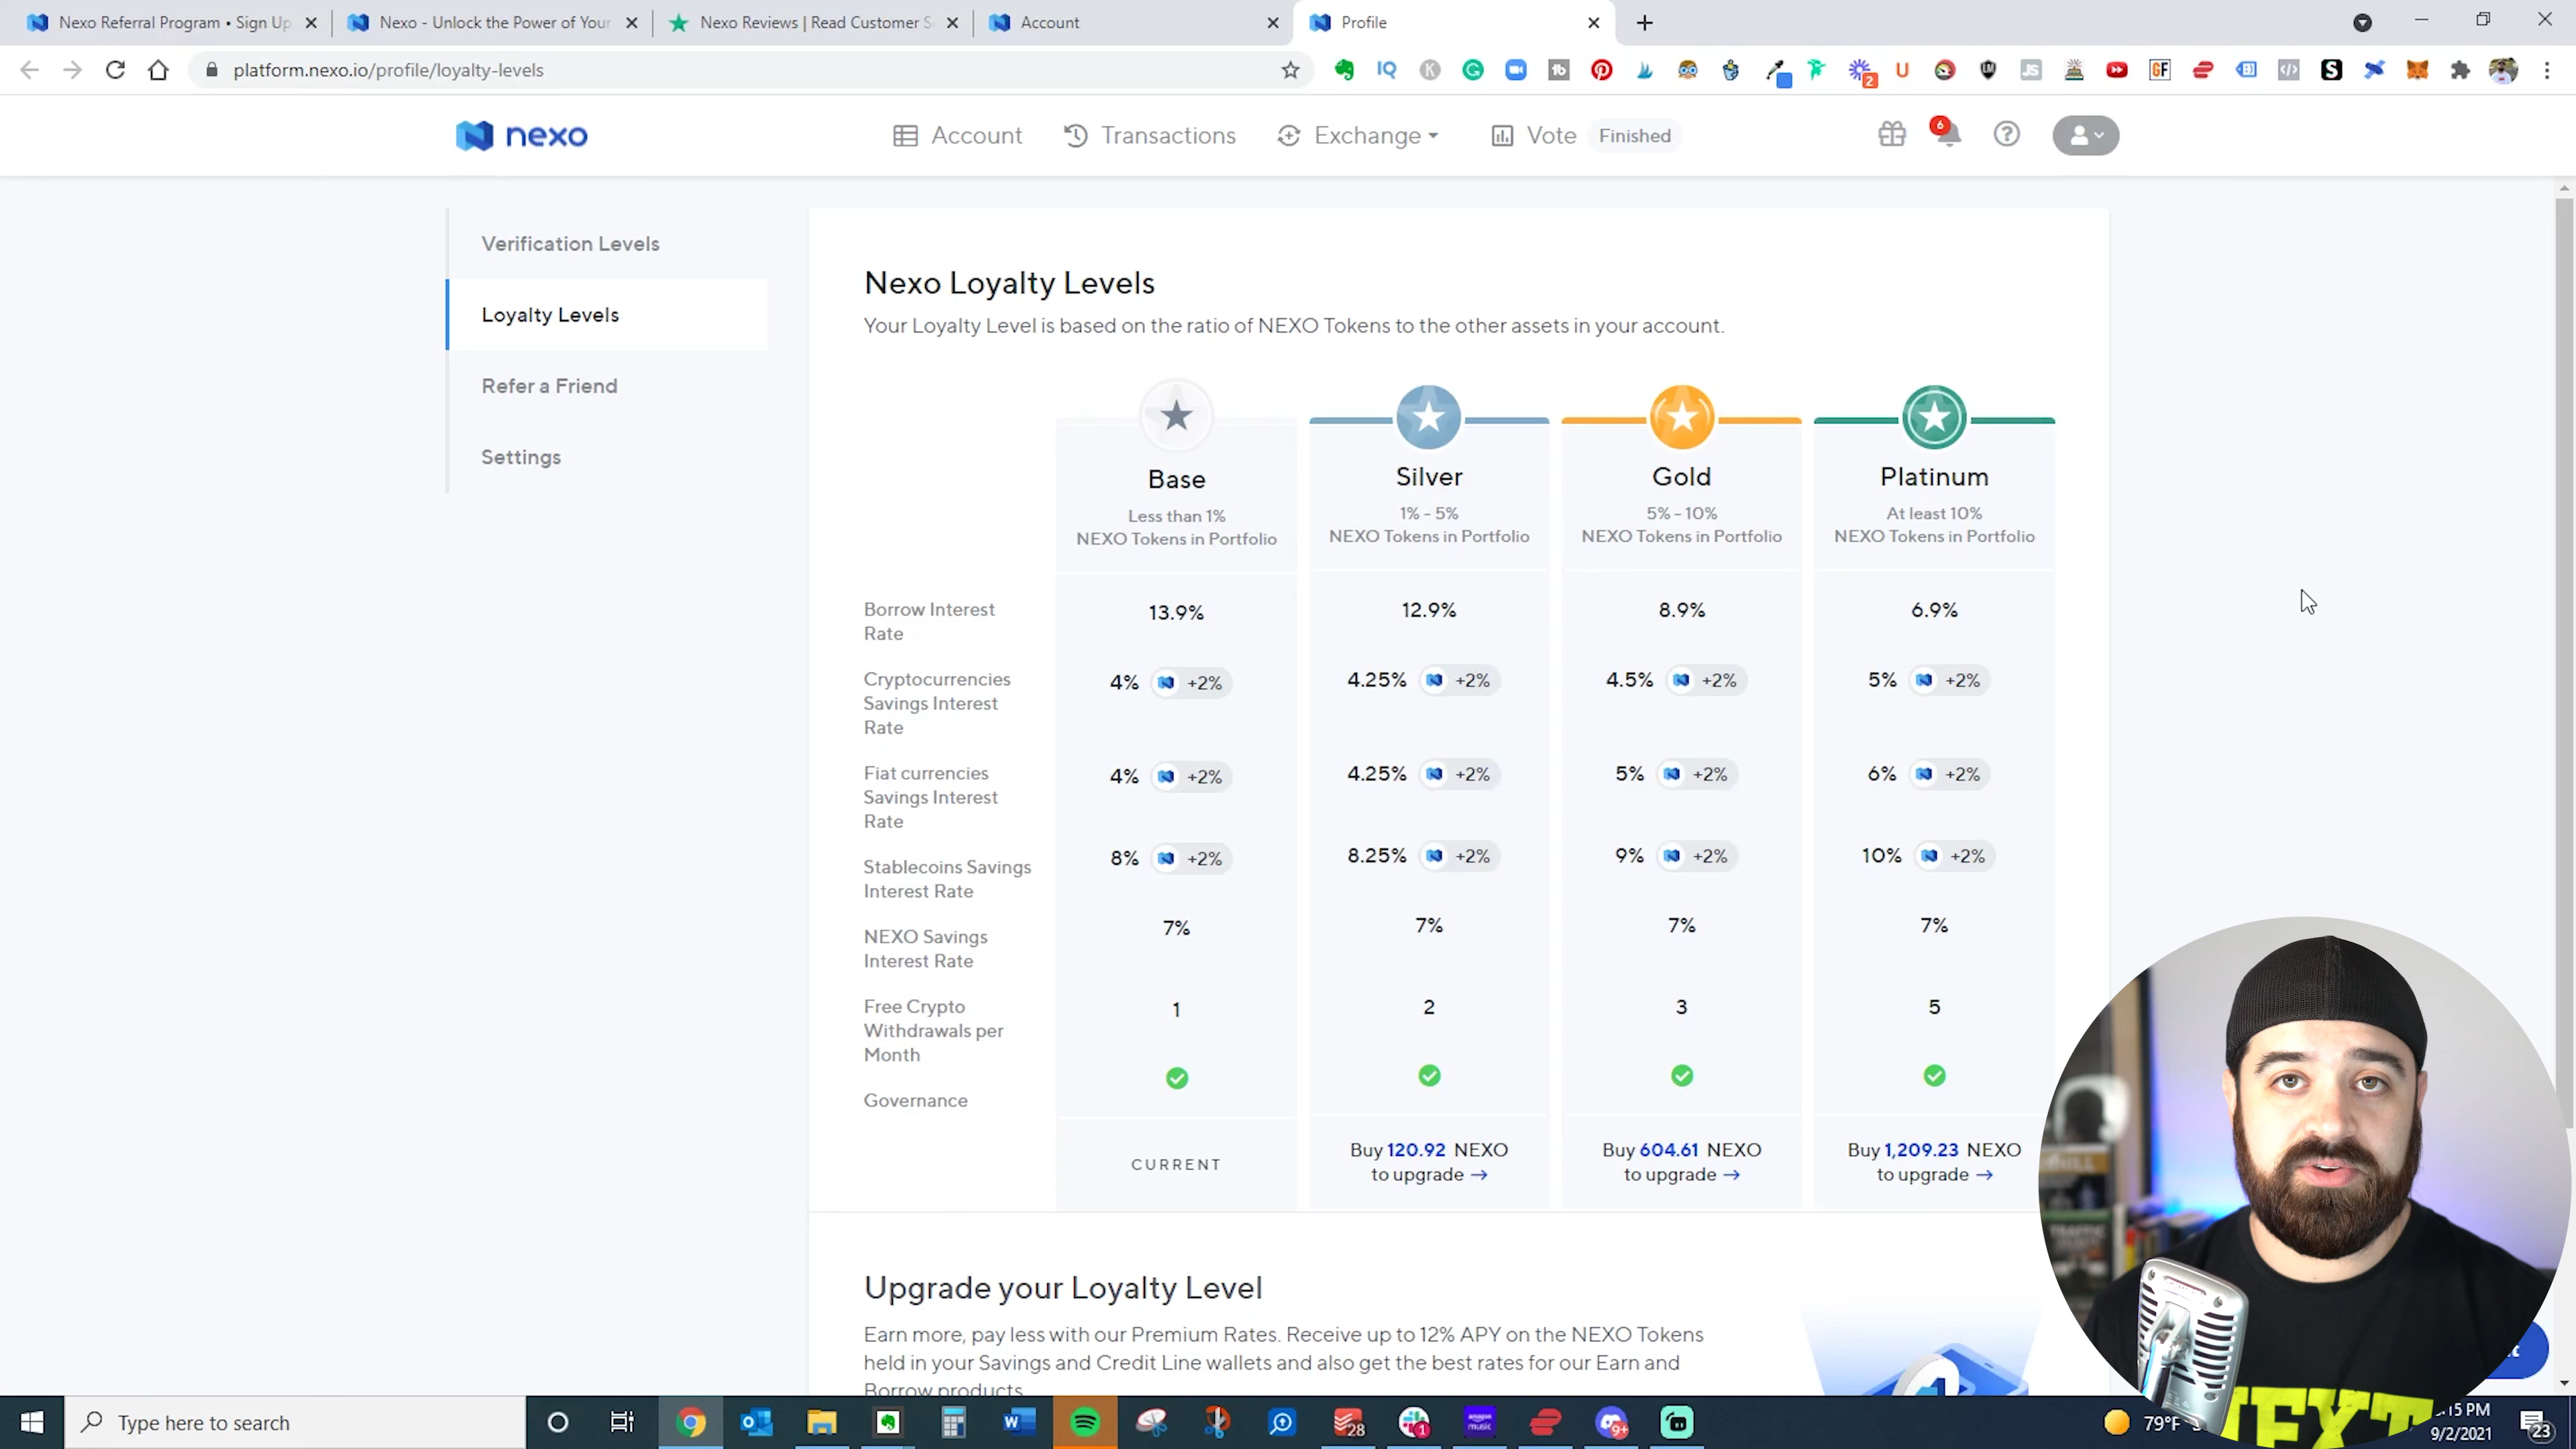 Nexo Referral Program • Sign Up
Nexo - Unlock the Power of Your
Nexo Reviews | Read Customer Se
Account
Profile
platform.nexo.io/profile/loyalty-levels
nexo
Account
Transactions
Exchange
Vote
Finished
6
Verification Levels
Loyalty Levels
Refer a Friend
Settings
Nexo Loyalty Levels
Your Loyalty Level is based on the ratio of NEXO Tokens to the other assets in your account.
Base
Less than 1%
NEXO Tokens in Portfolio
Silver
1% - 5%
NEXO Tokens in Portfolio
Gold
5% - 10%
NEXO Tokens in Portfolio
Platinum
At least 10%
NEXO Tokens in Portfolio
Borrow Interest
Rate
13.9% 12.9% 8.9% 6.9%
Cryptocurrencies
Savings Interest
Rate
4% +2% 4.25% +2% 4.5% +2% 5% +2%
Fiat currencies
Savings Interest
Rate
4% +2% 4.25% +2% 5% +2% 6% +2%
Stablecoins Savings
Interest Rate
8% +2% 8.25% +2% 9% +2% 10% +2%
NEXO Savings
Interest Rate
7% 7% 7% 7%
Free Crypto
Withdrawals per
Month
1 2 3 5
Governance
CURRENT
Buy 120.92 NEXO
to upgrade →
Buy 604.61 NEXO
to upgrade →
Buy 1,209.23 NEXO
to upgrade →
Upgrade your Loyalty Level
Earn more, pay less with our Premium Rates. Receive up to 12% APY on the NEXO Tokens
held in your Savings and Credit Line wallets and also get the best rates for our Earn and
Borrow products
NEXT
Type here to search
28
1
amazon music
9+
79°F
:15 PM
9/2/2021
23